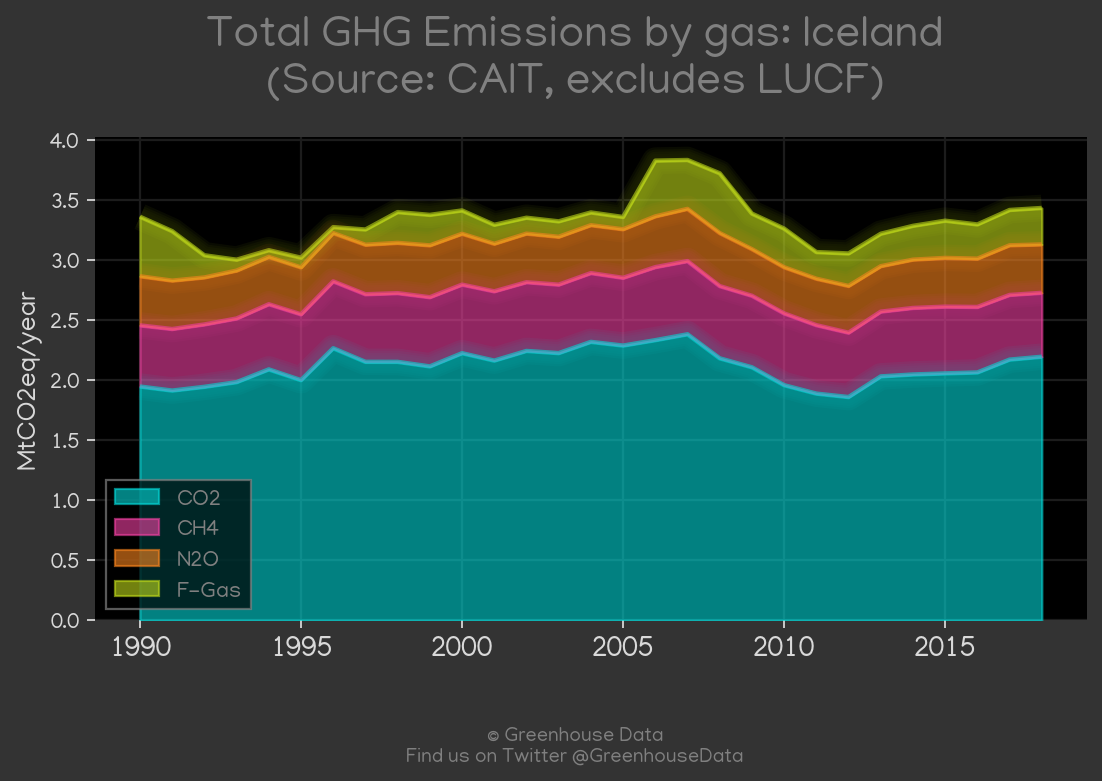 Total GHG Emissions by gas: Iceland
(Source: CAIT, excludes LUCF)
4.0
3.5
3.0
2.5
2.0
1.5
1.0
0.5
0.0
MtCO2eq/year
CO2
CH4
N2O
F-Gas
1990 1995 2000 2005 2010 2015
© Greenhouse Data
Find us on Twitter @GreenhouseData